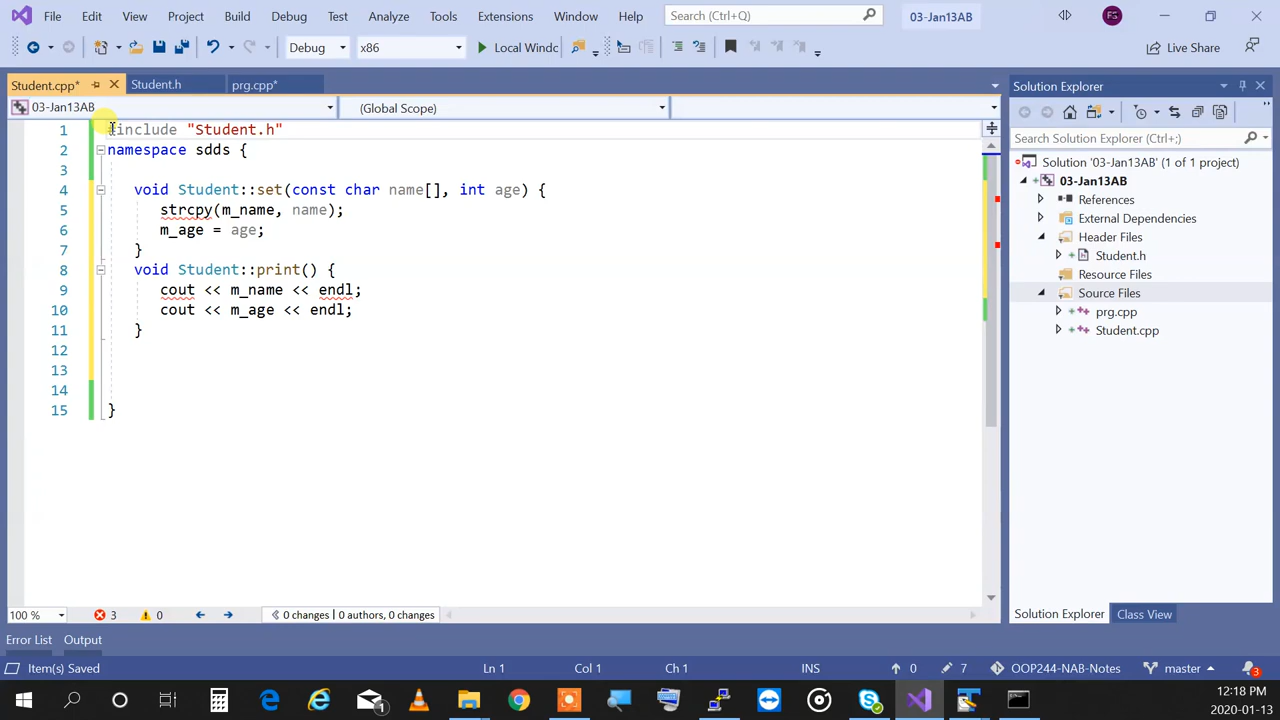 File Edit View Project Build Debug Test Analyze Tools Extensions Window Help Search (Ctrl+Q) 03-Jan13AB FG
Debug x86 Local Windc Live Share
Student.cpp* Student.h prg.cpp* Solution Explorer
03-Jan13AB (Global Scope)
Search Solution Explorer (Ctrl+;)
1 #include "Student.h"
2 namespace sdds {
3
4 void Student::set(const char name[], int age) {
5 strcpy(m_name, name);
6 m_age = age;
7 }
8 void Student::print() {
9 cout << m_name << endl;
10 cout << m_age << endl;
11 }
12
13
14
15 }
Solution '03-Jan13AB' (1 of 1 project)
03-Jan13AB
References
External Dependencies
Header Files
Student.h
Resource Files
Source Files
prg.cpp
Student.cpp
100 % 3 0 0 changes | 0 authors, 0 changes
Solution Explorer Class View
Error List Output
Item(s) Saved Ln 1 Col 1 Ch 1 INS 0 7 OOP244-NAB-Notes master 3
1
12:18 PM
2020-01-13